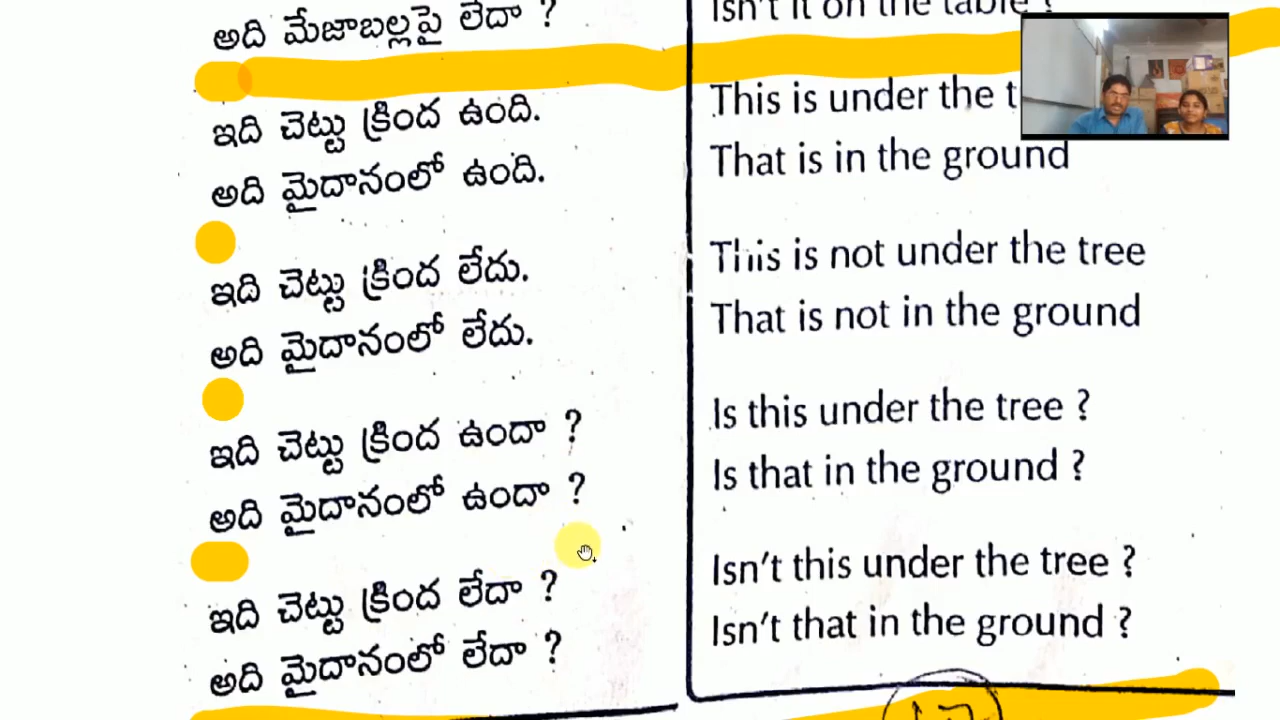 అది మేజాబల్లపై లేదా ?
Isn't it on the table ?
ఇది చెట్టు క్రింద ఉంది.
This is under the
అది మైదానంలో ఉంది.
That is in the ground
ఇది చెట్టు క్రింద లేదు.
This is not under the tree
అది మైదానంలో లేదు.
That is not in the ground
ఇది చెట్టు క్రింద ఉందా ?
Is this under the tree ?
అది మైదానంలో ఉందా ?
Is that in the ground ?
ఇది చెట్టు క్రింద లేదా ?
Isn't this under the tree ?
అది మైదానంలో లేదా ?
Isn't that in the ground ?